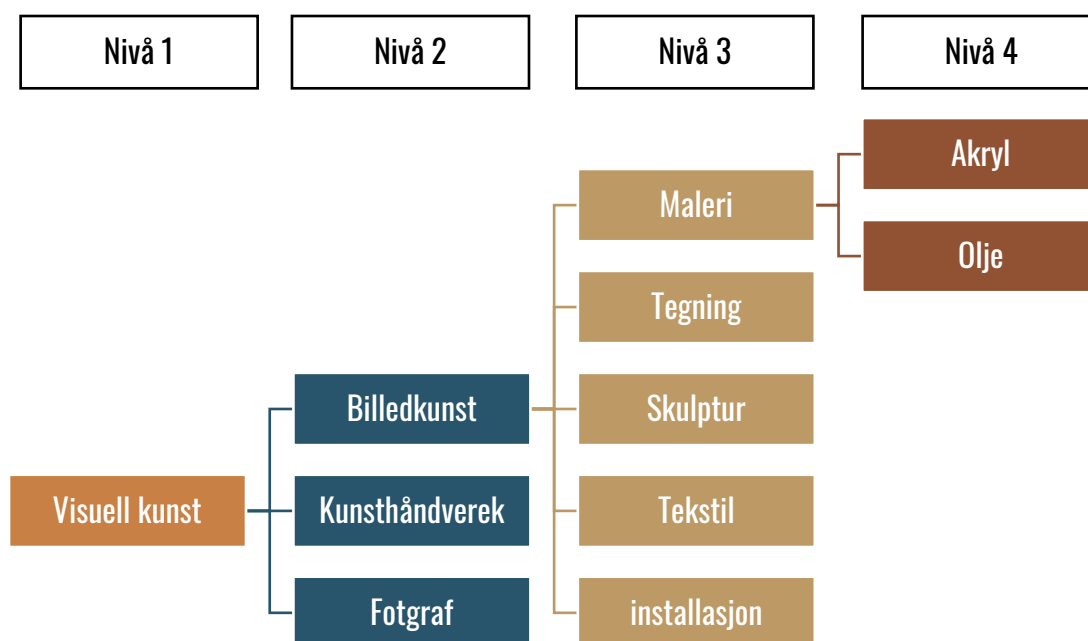 Nivå 1
Nivå 2
Nivå 3
Nivå 4
Visuell kunst
Billedkunst
Kunsthåndverek
Fotgraf
Maleri
Tegning
Skulptur
Tekstil
installasjon
Akryl
Olje